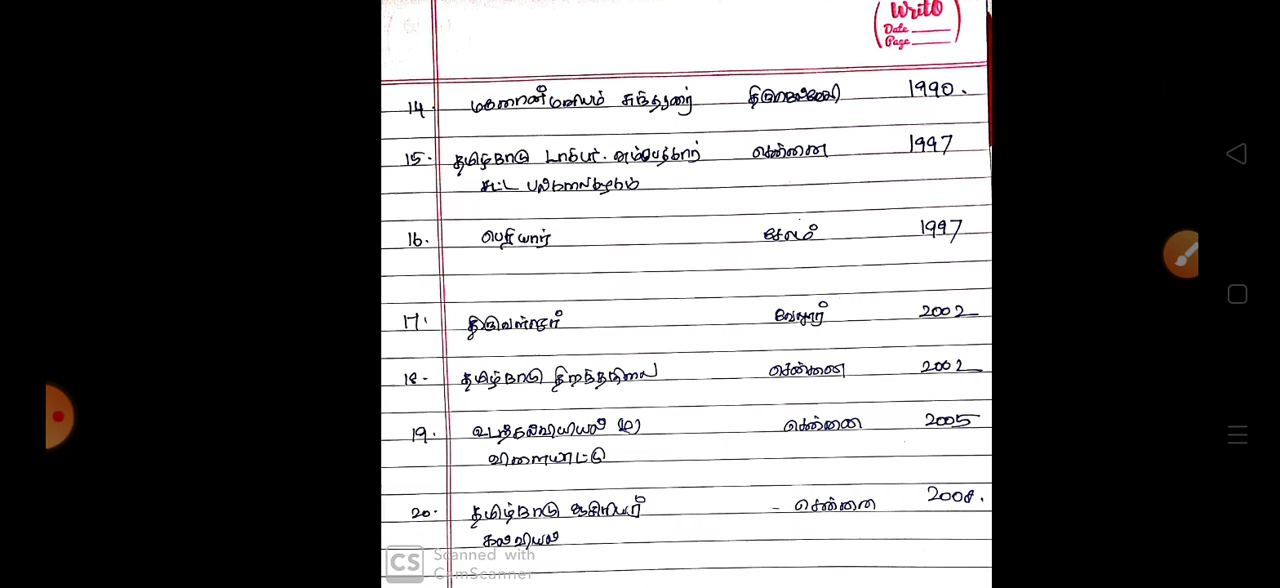 Write
Date
Page
14. மனோன்மணியம் சுந்தரனார் திருநெல்வேலி 1990.
15. தமிழ்நாடு டாக்டர். அம்பேத்கார் சென்னை 1997
சட்ட பல்கலைகழகம்
16. பெரியார் சேலம் 1997
17. திருவள்ளுவர் வேலூர் 2002
18. தமிழ்நாடு திறந்தநிலை சென்னை 2002
19. உடற்கல்வியியல் (ம) சென்னை 2005
விளையாட்டு
20. தமிழ்நாடு ஆசிரியர் - சென்னை 2008.
கல்வியியல்
CS Scanned with
CamScanner